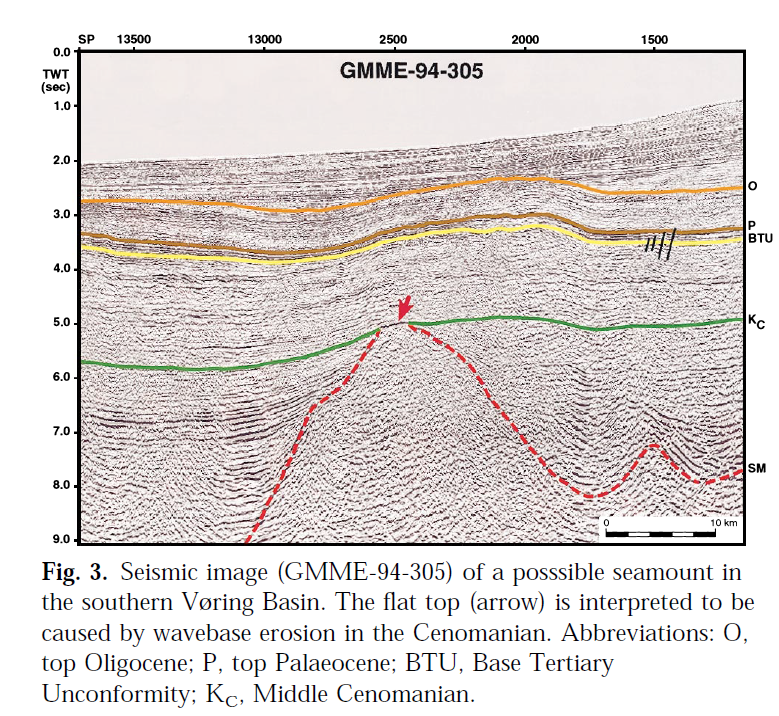 SP 13500 13000 2500 2000 1500
0.0
TWT
(sec)
GMME-94-305
1.0
2.0
O
3.0
P
BTU
4.0
5.0
KC
6.0
7.0
SM
8.0
0 10 km
9.0
Fig. 3. Seismic image (GMME-94-305) of a posssible seamount in
the southern Vøring Basin. The flat top (arrow) is interpreted to be
caused by wavebase erosion in the Cenomanian. Abbreviations: O,
top Oligocene; P, top Palaeocene; BTU, Base Tertiary
Unconformity; KC, Middle Cenomanian.